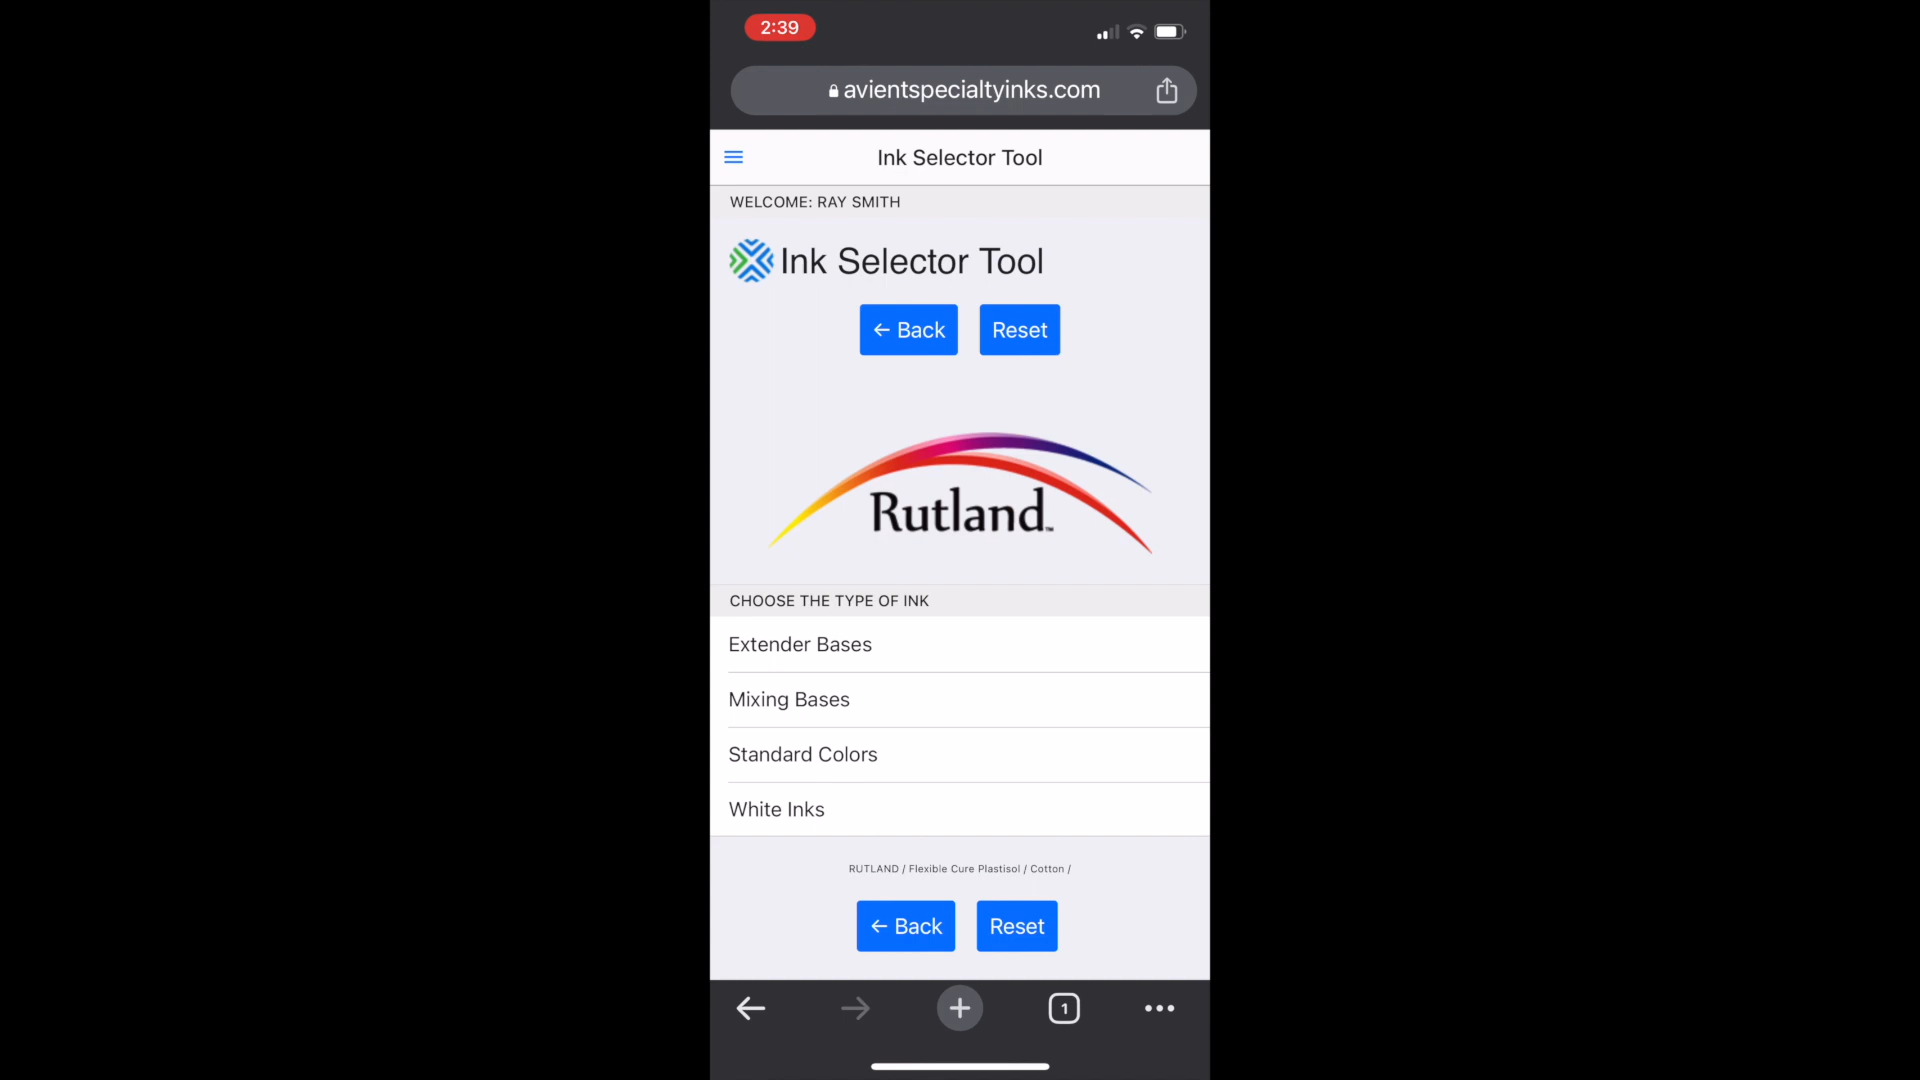 2:39
avientspecialtyinks.com
Ink Selector Tool
WELCOME: RAY SMITH
Ink Selector Tool
← Back Reset
Rutland™
CHOOSE THE TYPE OF INK
Extender Bases
Mixing Bases
Standard Colors
White Inks
RUTLAND / Flexible Cure Plastisol / Cotton /
← Back Reset
1